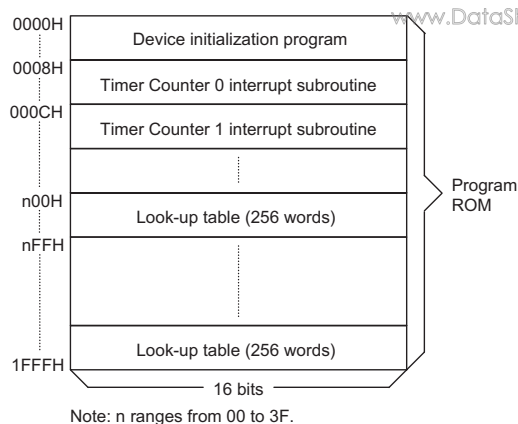 www.DataSh
0000H
Device initialization program
0008H
Timer Counter 0 interrupt subroutine
000CH
Timer Counter 1 interrupt subroutine
n00H
Look-up table (256 words)
nFFH
Program
ROM
Look-up table (256 words)
1FFFH
16 bits
Note: n ranges from 00 to 3F.